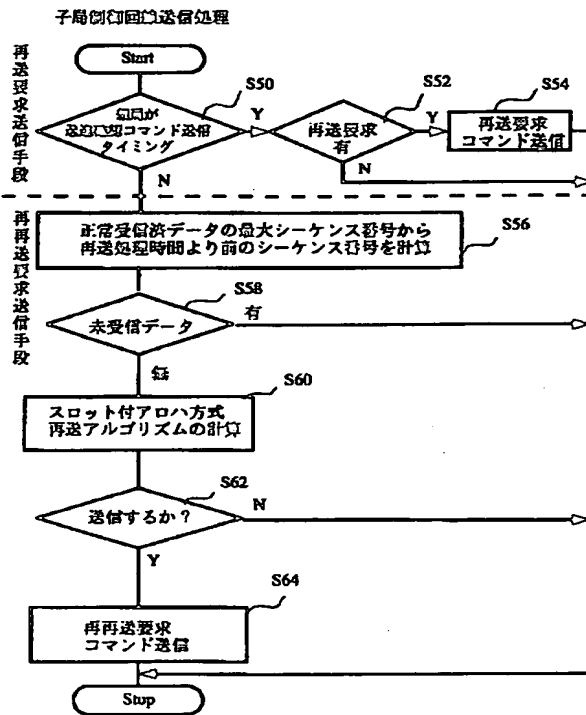 子局制御回線送信処理
再送要求送信手段
Start
S50
コマンド送信
タイミング
Y
N
S52
再送要求
有
Y
N
S54
再送要求
コマンド送信
再再送要求送信手段
正常受信済データの最大シーケンス番号から
再送処理時間より前のシーケンス番号を計算
S56
S58
未受信データ
有
無
S60
スロット付アロハ方式
再送アルゴリズムの計算
S62
送信するか?
N
Y
S64
再再送要求
コマンド送信
Stop